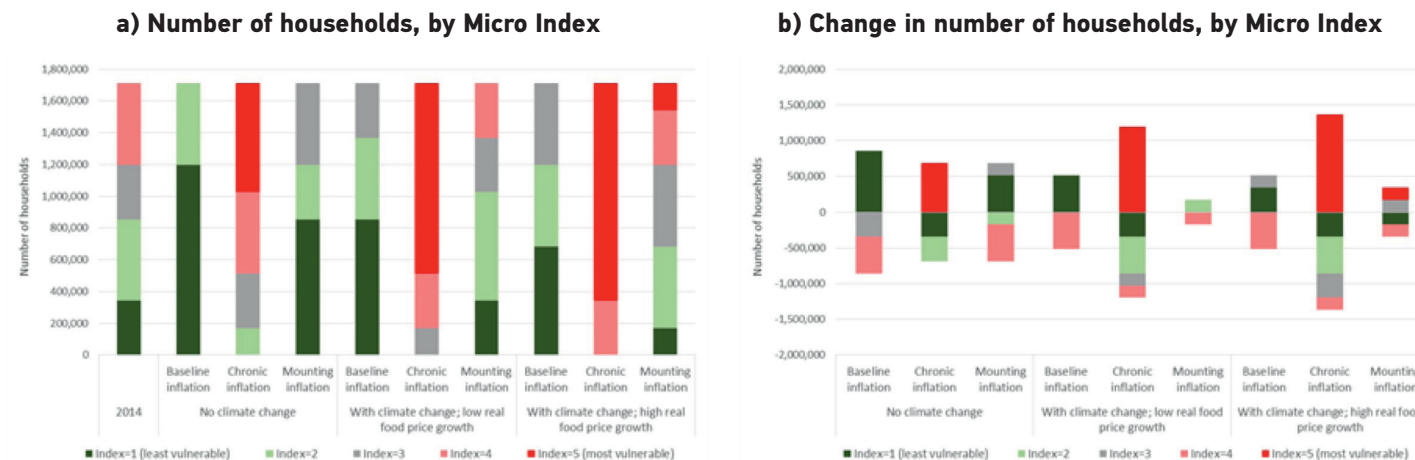 a) Number of households, by Micro Index
1,800,000
1,600,000
1,400,000
1,200,000
1,000,000
800,000
600,000
400,000
200,000
0
Number of households
Baseline inflation
Chronic inflation
Mounting inflation
Baseline inflation
Chronic inflation
Mounting inflation
Baseline inflation
Chronic inflation
Mounting inflation
2014
No climate change
With climate change; low real
food price growth
With climate change; high real
food price growth
Index=1 (least vulnerable)
Index=2
Index=3
Index=4
Index=5 (most vulnerable)
b) Change in number of households, by Micro Index
2,000,000
1,500,000
1,000,000
500,000
0
-500,000
-1,000,000
-1,500,000
-2,000,000
Number of households
Baseline inflation
Chronic inflation
Mounting inflation
Baseline inflation
Chronic inflation
Mounting inflation
Baseline inflation
Chronic inflation
Mountin
inflation
No climate change
With climate change; low real food
price growth
With climate change; high real foo
price growth
Index=1 (least vulnerable)
Index=2
Index=3
Index=4
Index=5 (most vulnerable)